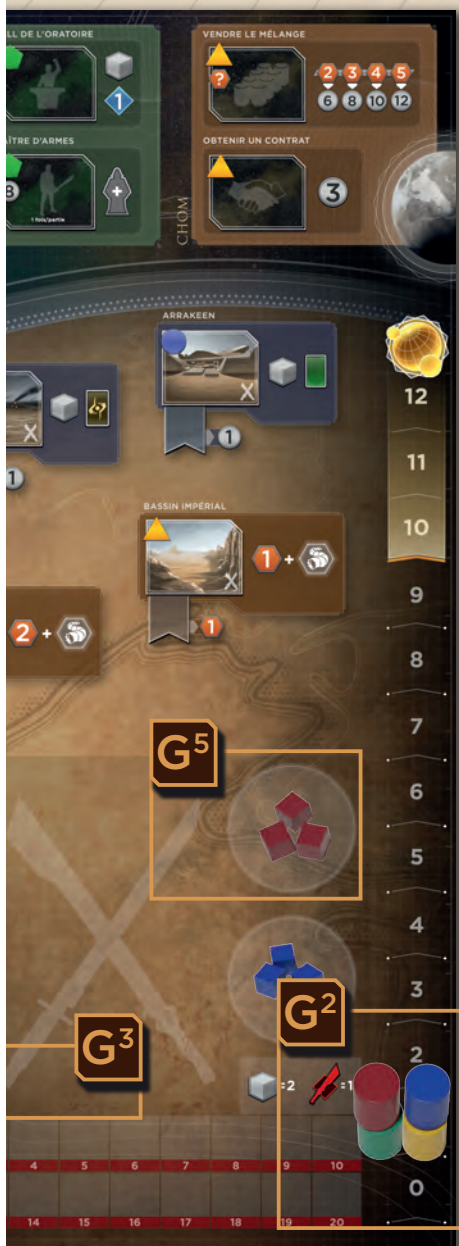 LL DE L'ORATOIRE
1
AÎTRE D'ARMES
8
1 fois/partie
+
VENDRE LE MÉLANGE
?
2 3 4 5
6 8 10 12
OBTENIR UN CONTRAT
3
CHOM
ARRAKEEN
X
1
X
1
BASSIN IMPÉRIAL
X
1 +
1
2 +
12
11
10
9
8
7
6
5
4
3
2
0
G5
G2
G3
=2 =1
4 5 6 7 8 9 10
14 15 16 17 18 19 20